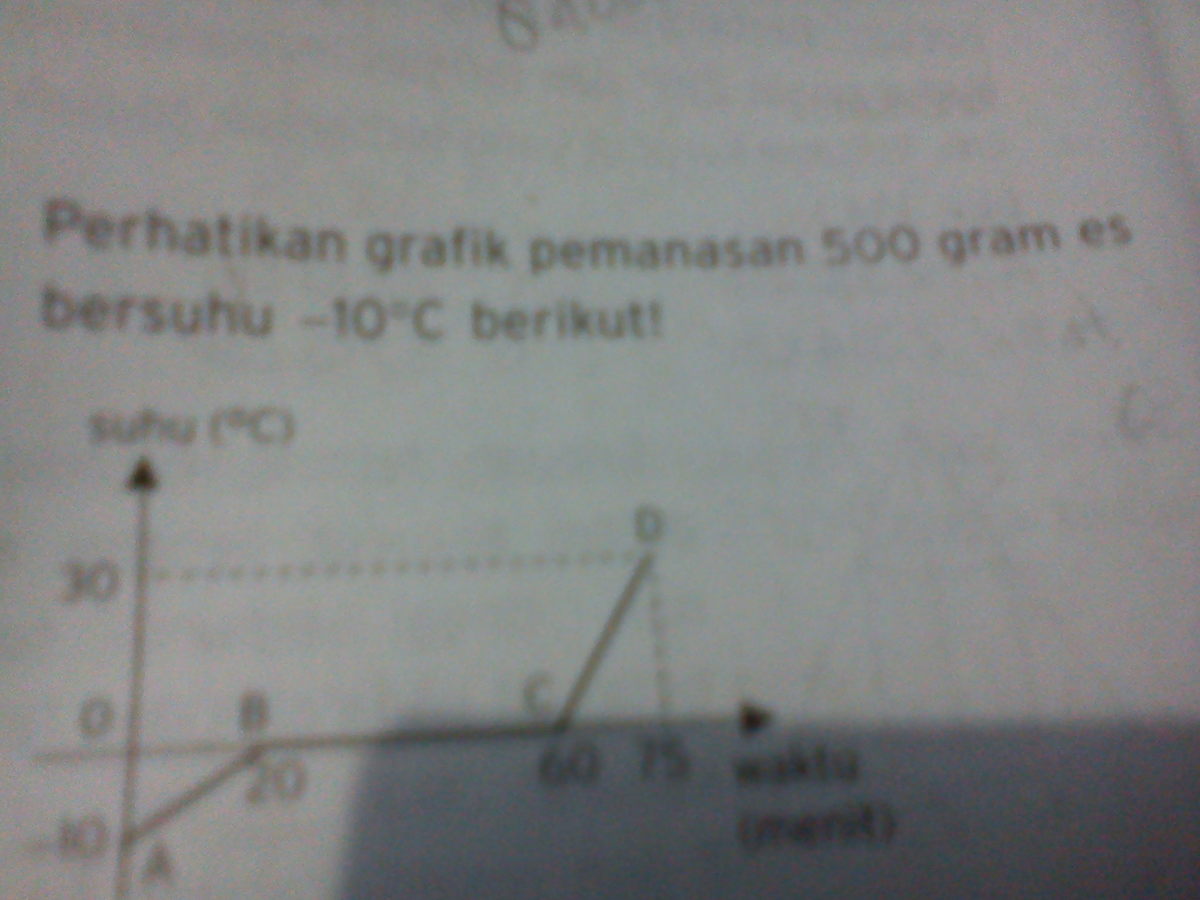 Perhatikan grafik pemanasan 500 gram es
bersuhu -10°C berikut!
suhu (°C)
D
30
0
B
C
20
60
75
waktu
(menit)
-10
A